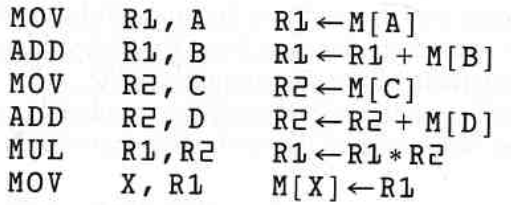 MOV R1, A R1←M[A]
ADD R1, B R1←R1 + M[B]
MOV R2, C R2←M[C]
ADD R2, D R2←R2 + M[D]
MUL R1,R2 R1←R1*R2
MOV X, R1 M[X]←R1